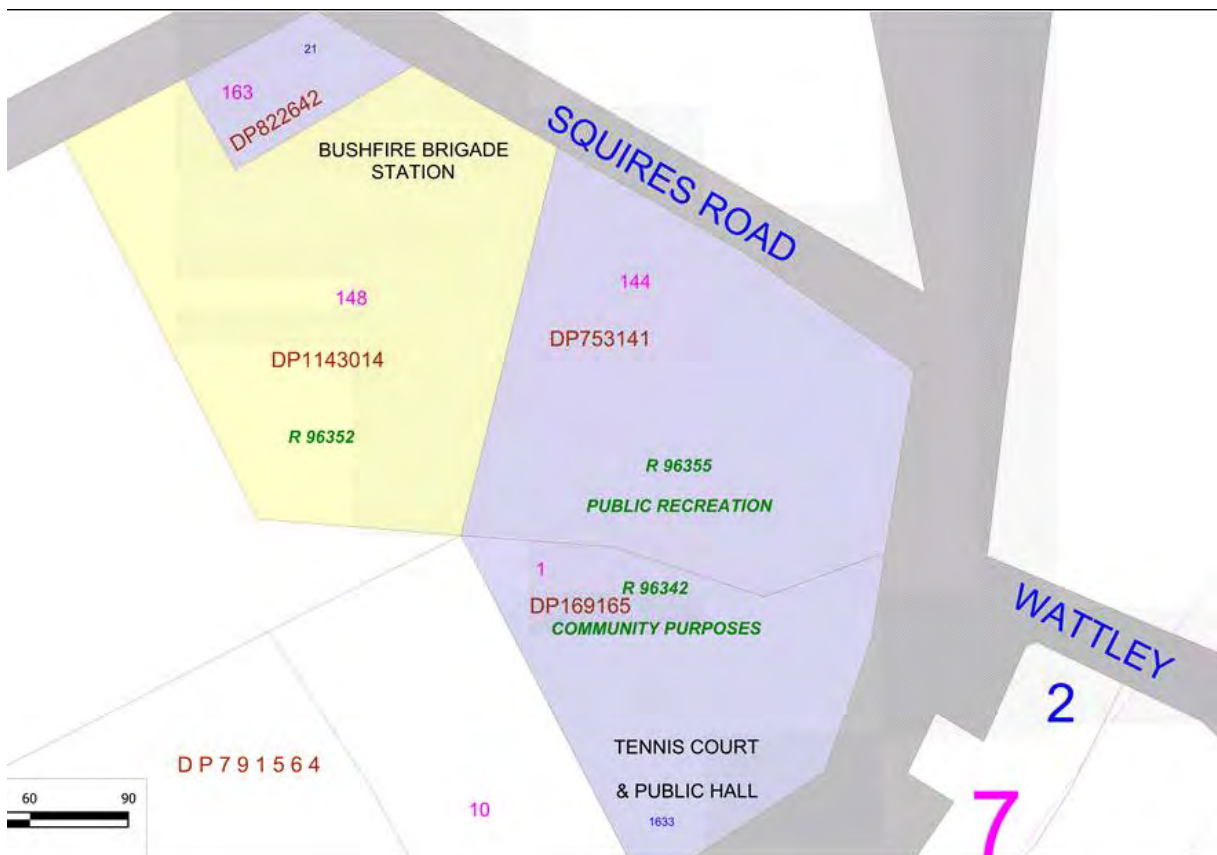 21
163
DP822642
BUSHFIRE BRIGADE
STATION
SQUIRES ROAD
148
144
DP1143014
DP753141
R 96352
R 96355
PUBLIC RECREATION
1
R 96342
DP169165
COMMUNITY PURPOSES
WATTLEY
2
TENNIS COURT
& PUBLIC HALL
DP791564
60
90
10
1633
7